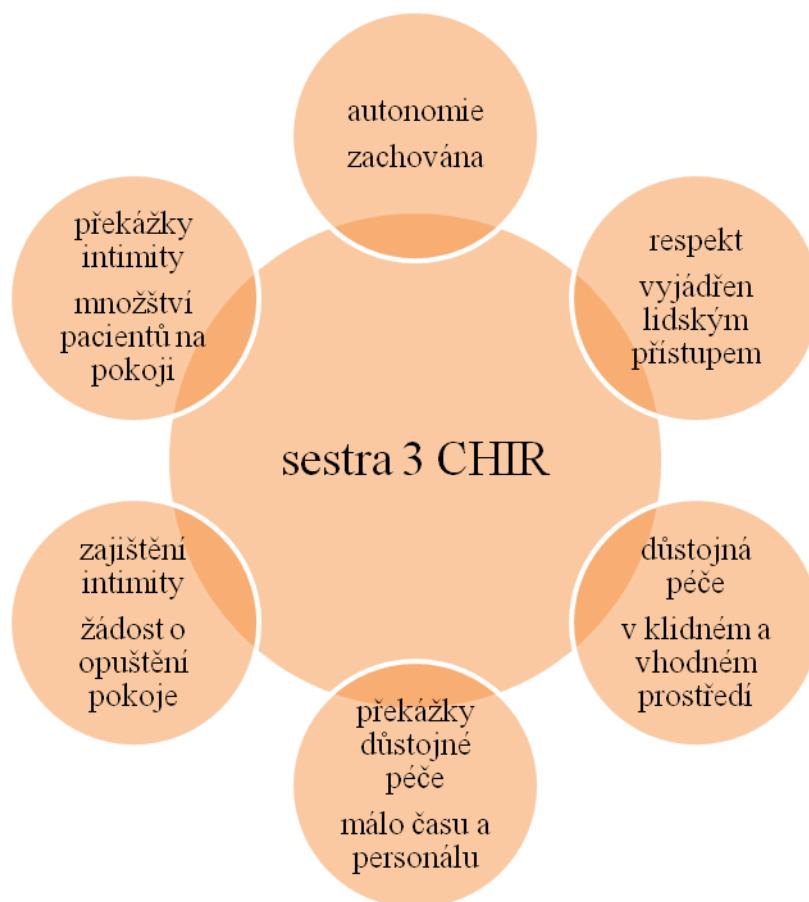 autonomie
zachována
respekt
vyjádřen
lidským
přístupem
důstojná
péče
v klidném a
vhodném
prostředí
překážky
důstojné
péče
málo času a
personálu
zajištění
intimity
žádost o
opuštění
pokoje
překážky
intimity
množštví
pacientů na
pokoji
sestra 3 CHIR